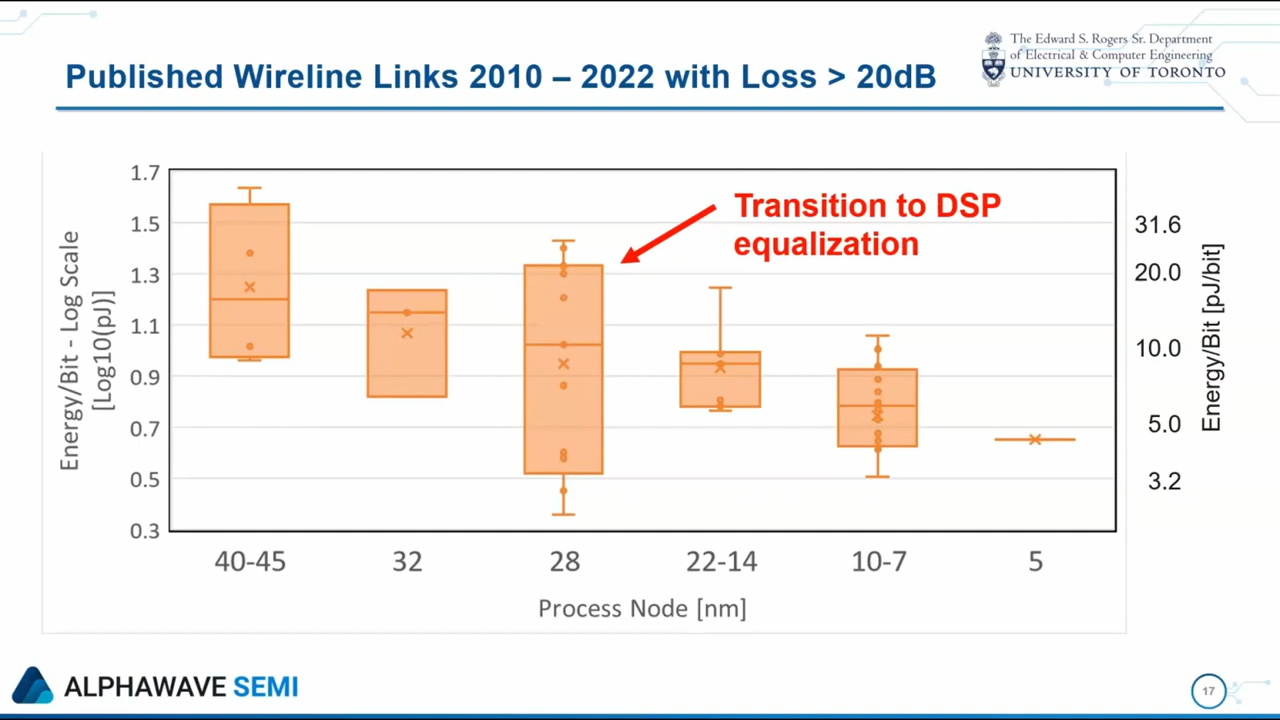 The Edward S. Rogers Sr. Department
of Electrical & Computer Engineering
UNIVERSITY OF TORONTO
Published Wireline Links 2010 – 2022 with Loss > 20dB
Transition to DSP
equalization
Energy/Bit - Log Scale
[Log10(pJ)]
1.7
1.5
1.3
1.1
0.9
0.7
0.5
0.3
31.6
20.0
10.0
5.0
3.2
Energy/Bit [pJ/bit]
40-45 32 28 22-14 10-7 5
Process Node [nm]
ALPHAWAVE SEMI
17